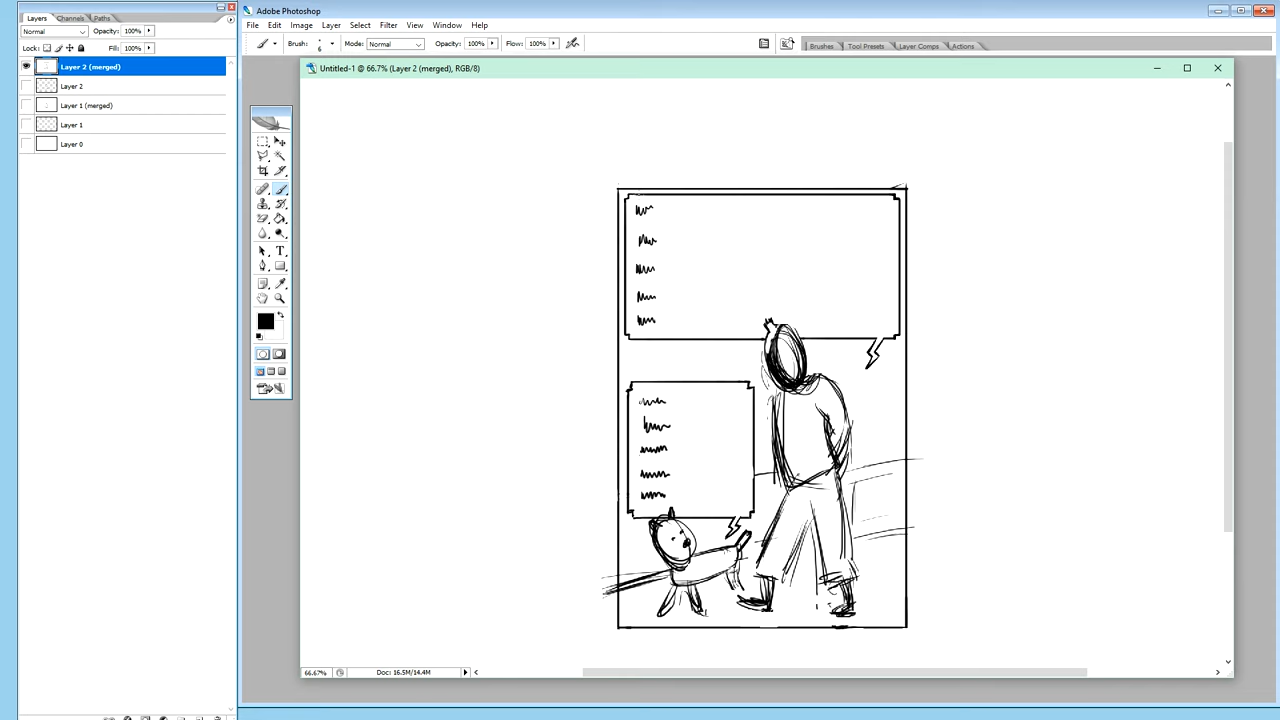 Layers Channels Paths
Normal Opacity: 100%
Lock: Fill: 100%
Layer 2 (merged)
Layer 2
Layer 1 (merged)
Layer 1
Layer 0
Adobe Photoshop
File Edit Image Layer Select Filter View Window Help
Brush: 6 Mode: Normal Opacity: 100% Flow: 100% Brushes Tool Presets Layer Comps Actions
Untitled-1 @ 66.7% (Layer 2 (merged), RGB/8)
66.67% Doc: 16.5M/14.4M